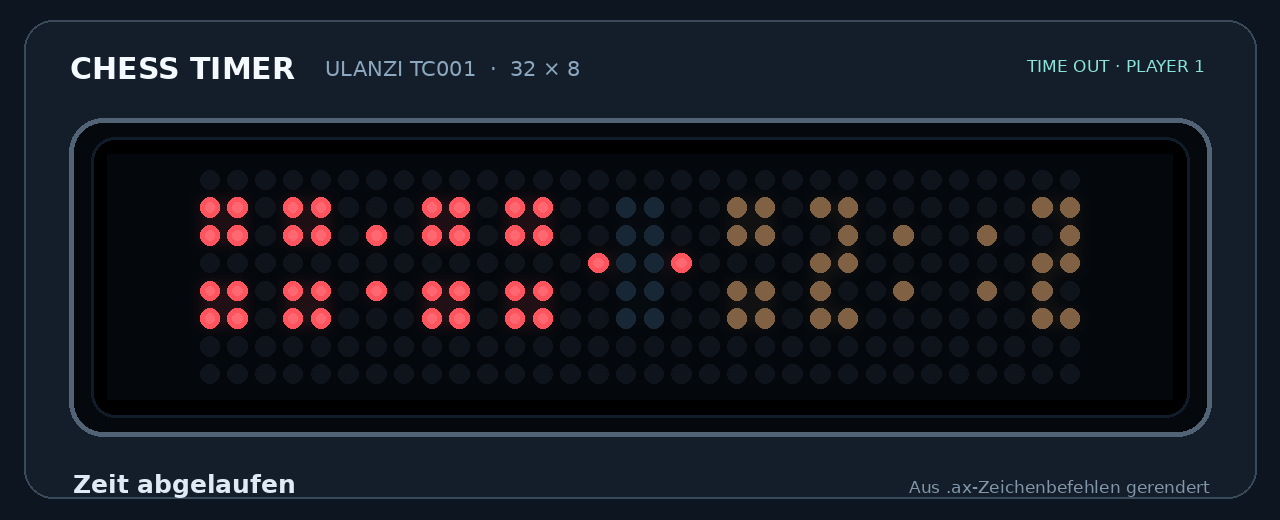 CHESS TIMER
ULANZI TC001 · 32 × 8
TIME OUT · PLAYER 1
Zeit abgelaufen
Aus .ax-Zeichenbefehlen gerendert